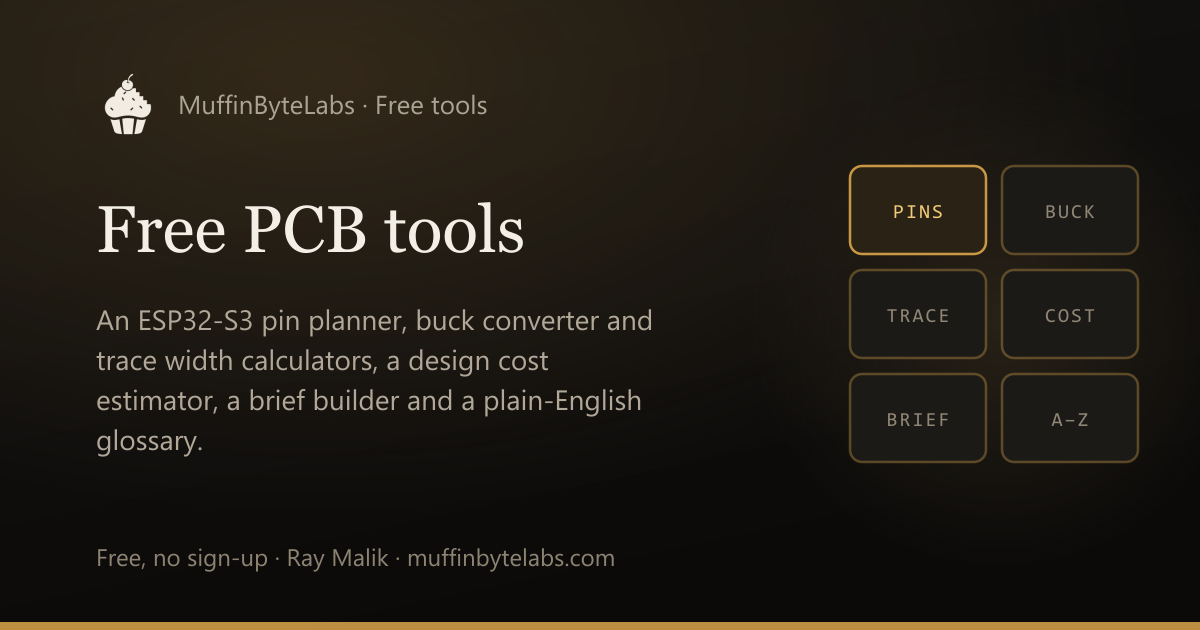 MuffinByteLabs · Free tools
Free PCB tools
An ESP32-S3 pin planner, buck converter and
trace width calculators, a design cost
estimator, a brief builder and a plain-English
glossary.
PINS
BUCK
TRACE
COST
BRIEF
A–Z
Free, no sign-up · Ray Malik · muffinbytelabs.com